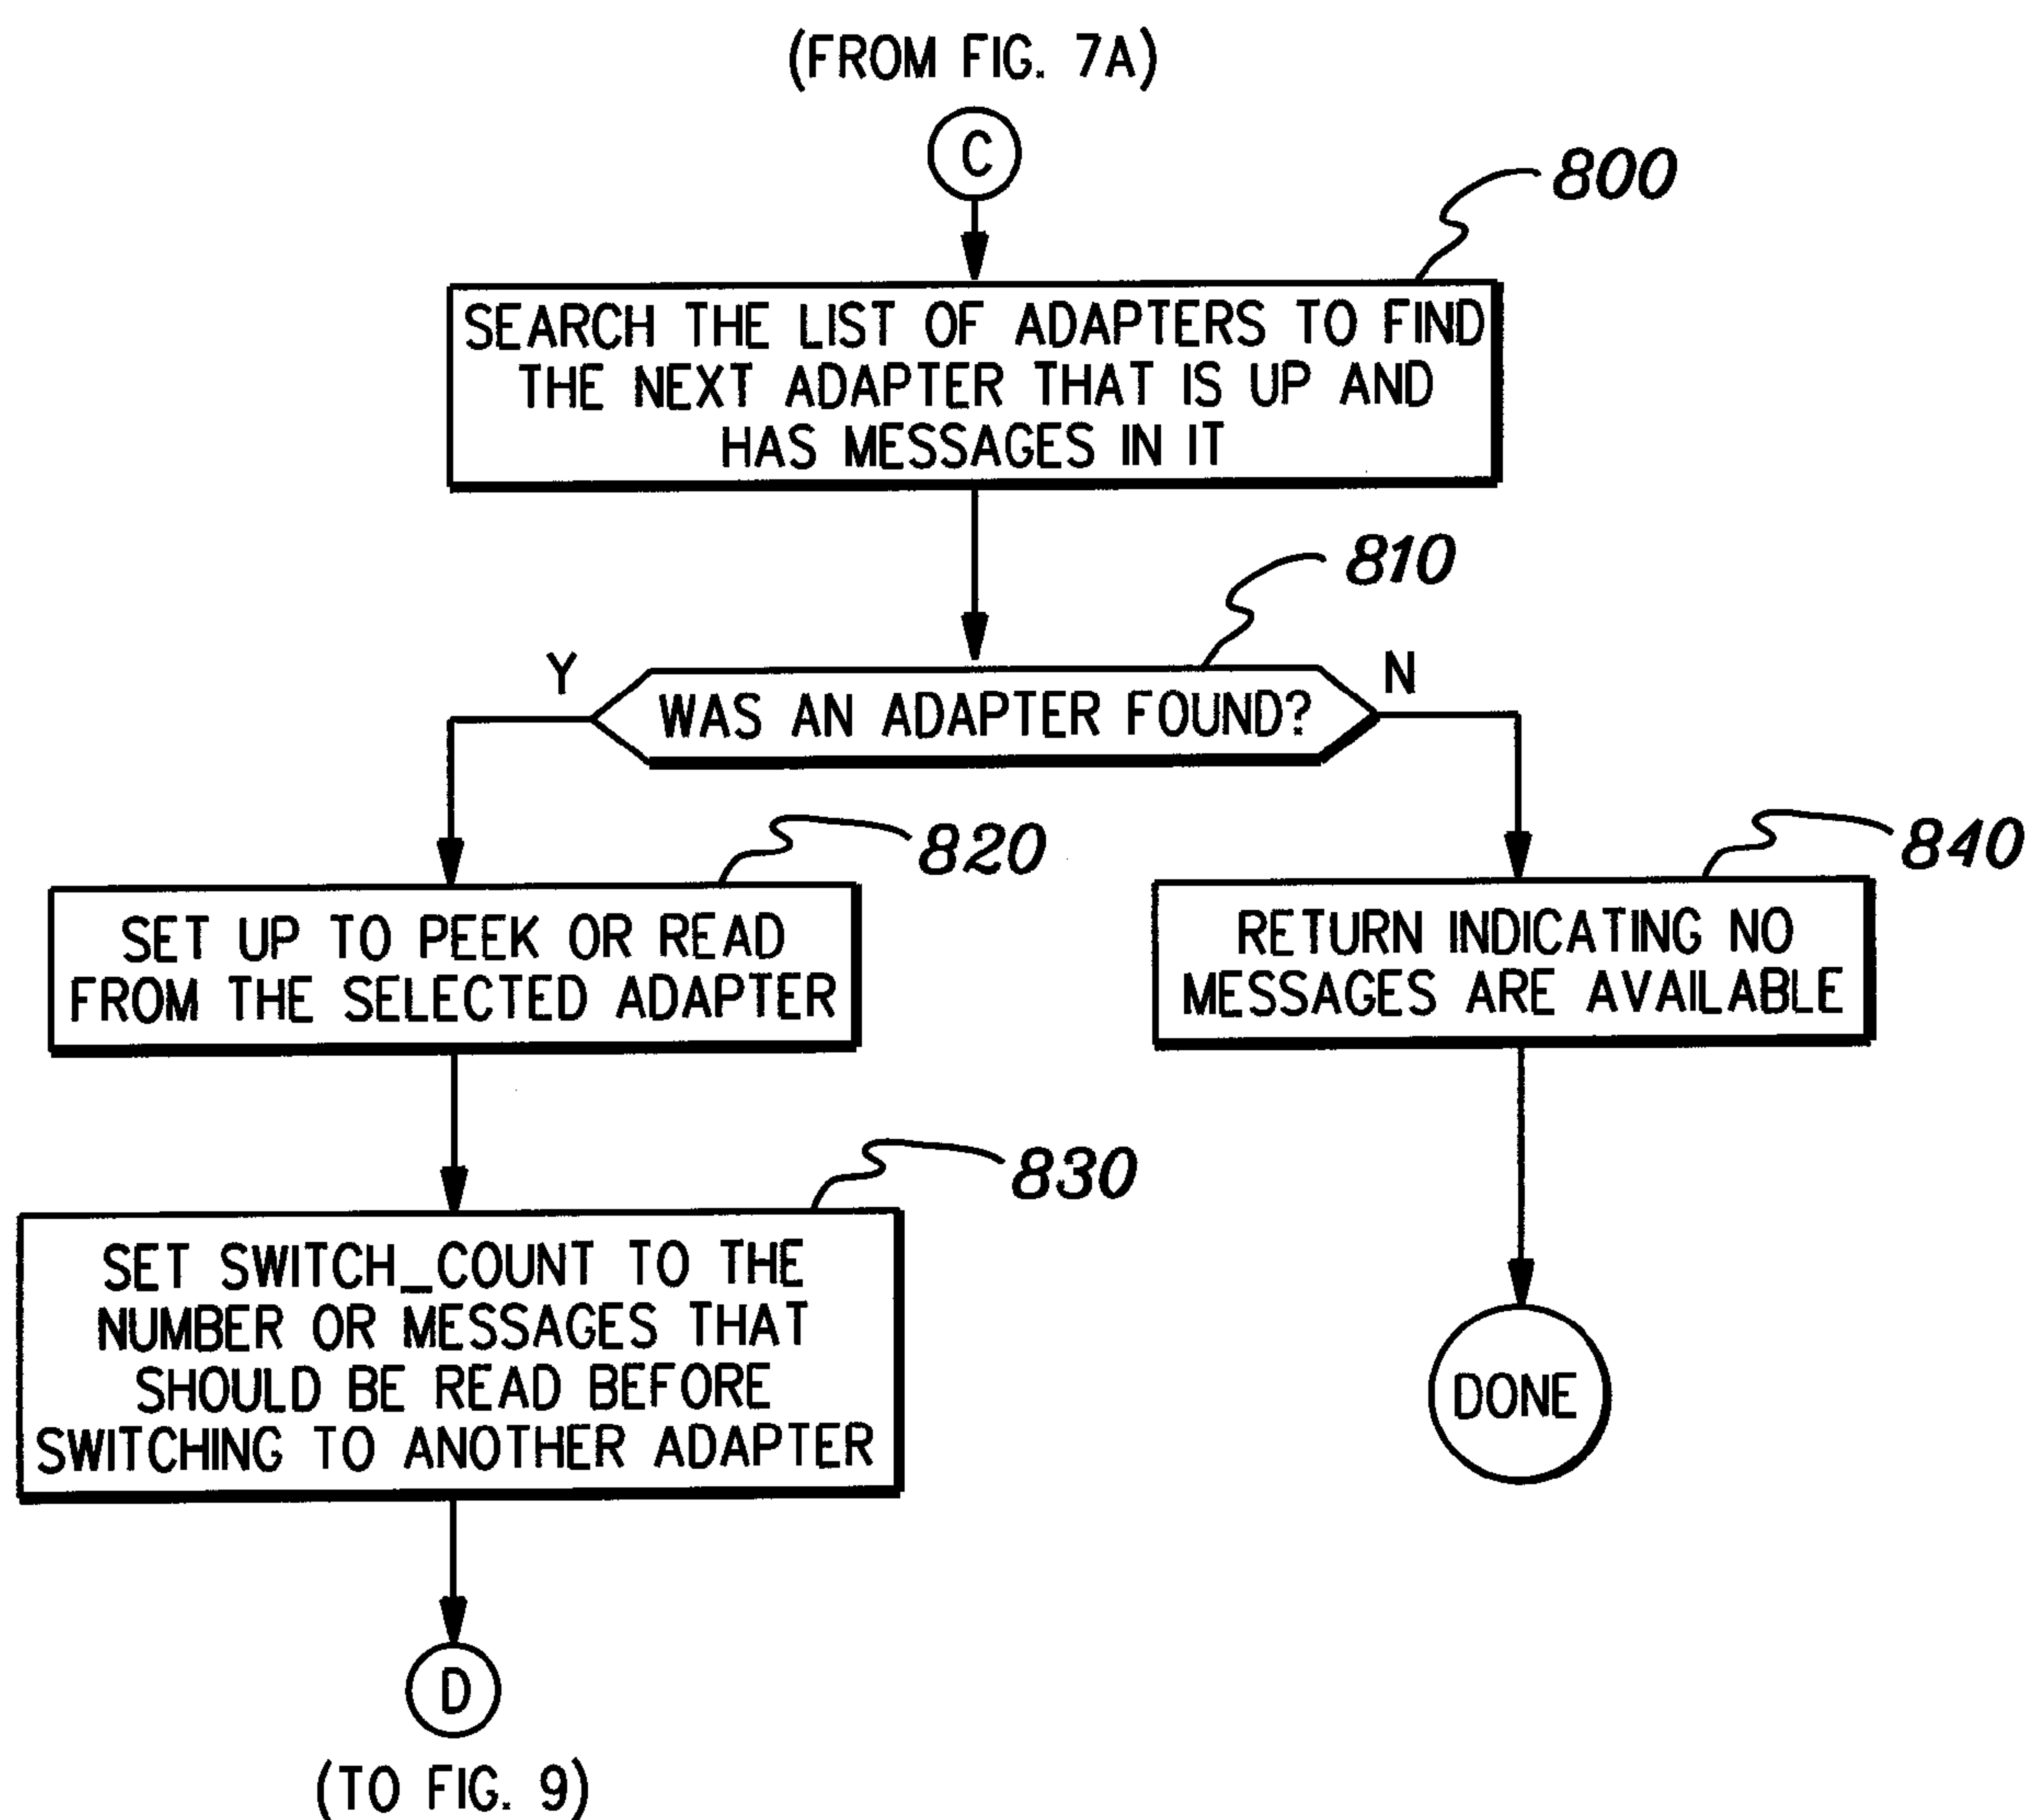 (FROM FIG. 7A)
C
800
SEARCH THE LIST OF ADAPTERS TO FIND
THE NEXT ADAPTER THAT IS UP AND
HAS MESSAGES IN IT
810
Y
WAS AN ADAPTER FOUND?
N
820
SET UP TO PEEK OR READ
FROM THE SELECTED ADAPTER
840
RETURN INDICATING NO
MESSAGES ARE AVAILABLE
830
SET SWITCH_COUNT TO THE
NUMBER OR MESSAGES THAT
SHOULD BE READ BEFORE
SWITCHING TO ANOTHER ADAPTER
DONE
D
(TO FIG. 9)